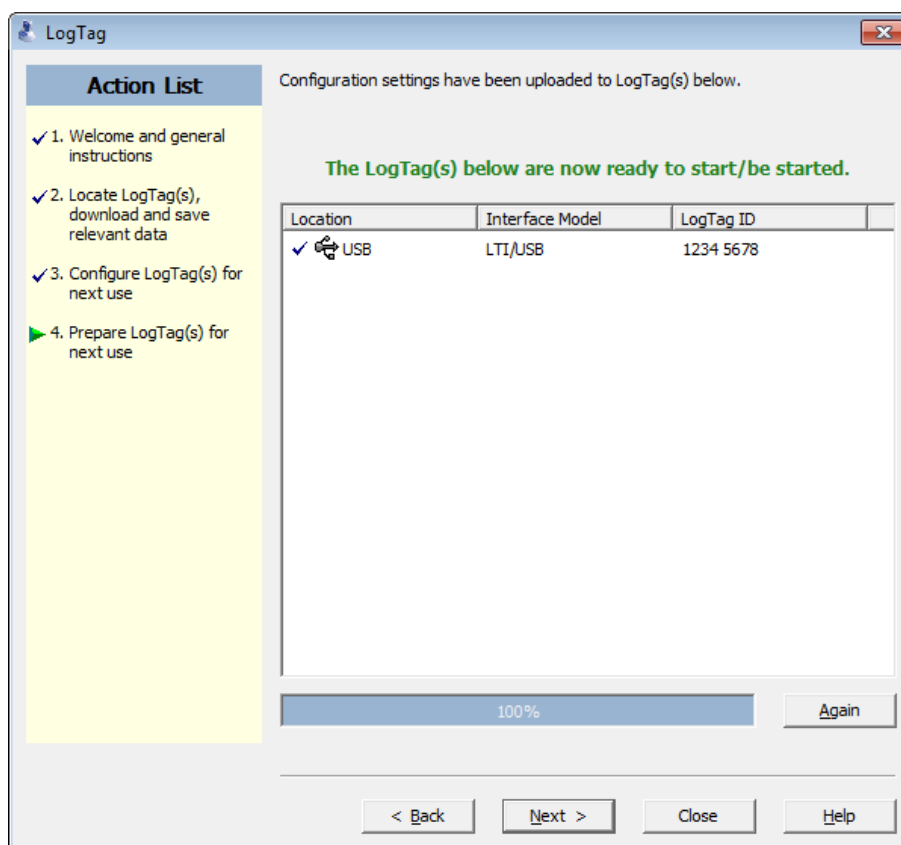 LogTag
Action List
1. Welcome and general
instructions
2. Locate LogTag(s),
download and save
relevant data
3. Configure LogTag(s) for
next use
4. Prepare LogTag(s) for
next use
Configuration settings have been uploaded to LogTag(s) below.
The LogTag(s) below are now ready to start/be started.
Location Interface Model LogTag ID
USB LTI/USB 1234 5678
100% Again
< Back Next > Close Help